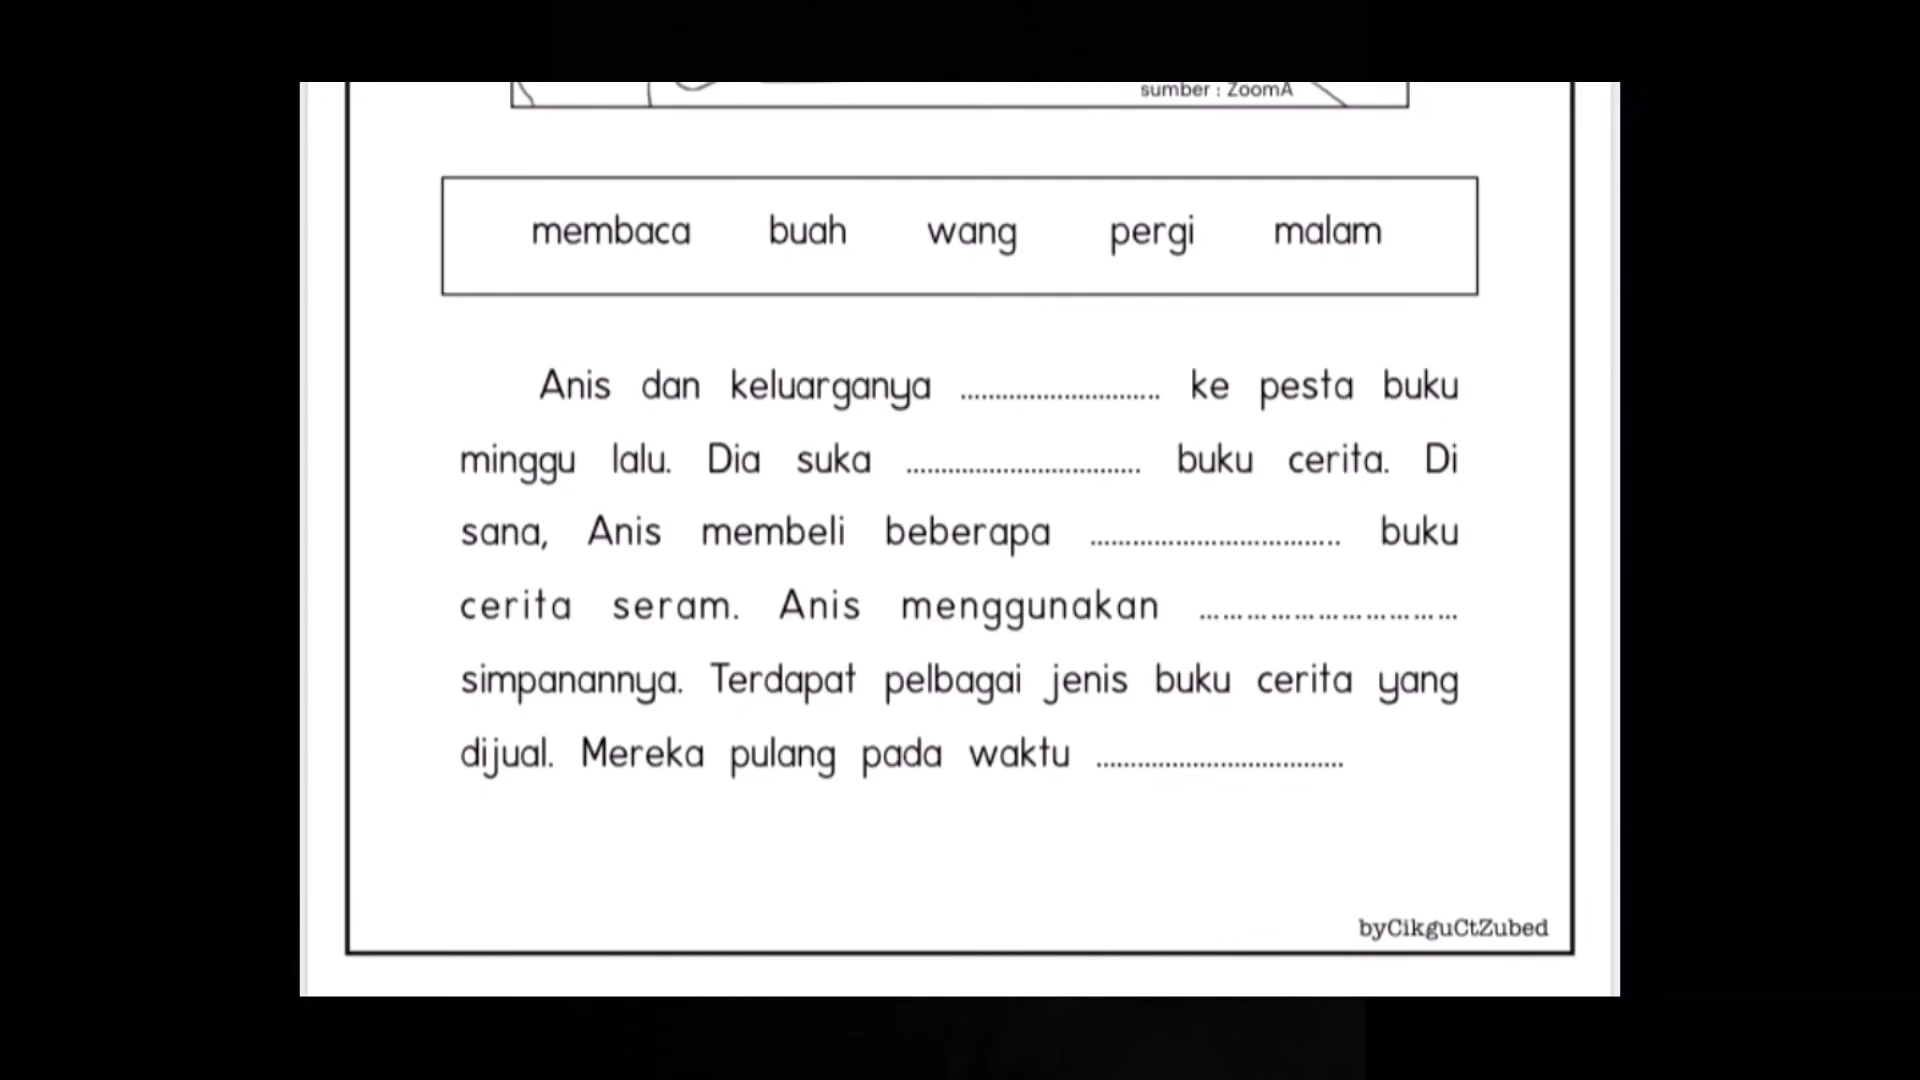 sumber : ZoomA
membaca buah wang pergi malam
Anis dan keluarganya ............................. ke pesta buku
minggu lalu. Dia suka .................................. buku cerita. Di
sana, Anis membeli beberapa .................................... buku
cerita seram. Anis menggunakan .................................
simpanannya. Terdapat pelbagai jenis buku cerita yang
dijual. Mereka pulang pada waktu ....................................
byCikguCtZubed